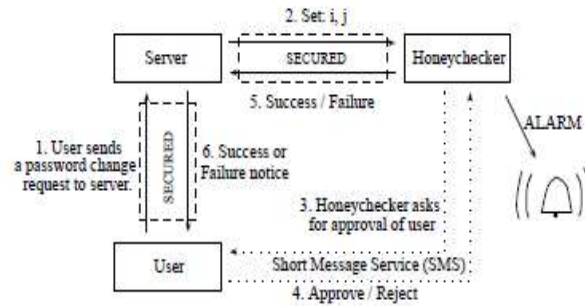 2. Set: i, j
Server
SECURED
Honeychecker
5. Success / Failure
ALARM
1. User sends
a password change
request to server.
SECURED
6. Success or
Failure notice
3. Honeychecker asks
for approval of user
User
Short Message Service (SMS)
4. Approve / Reject